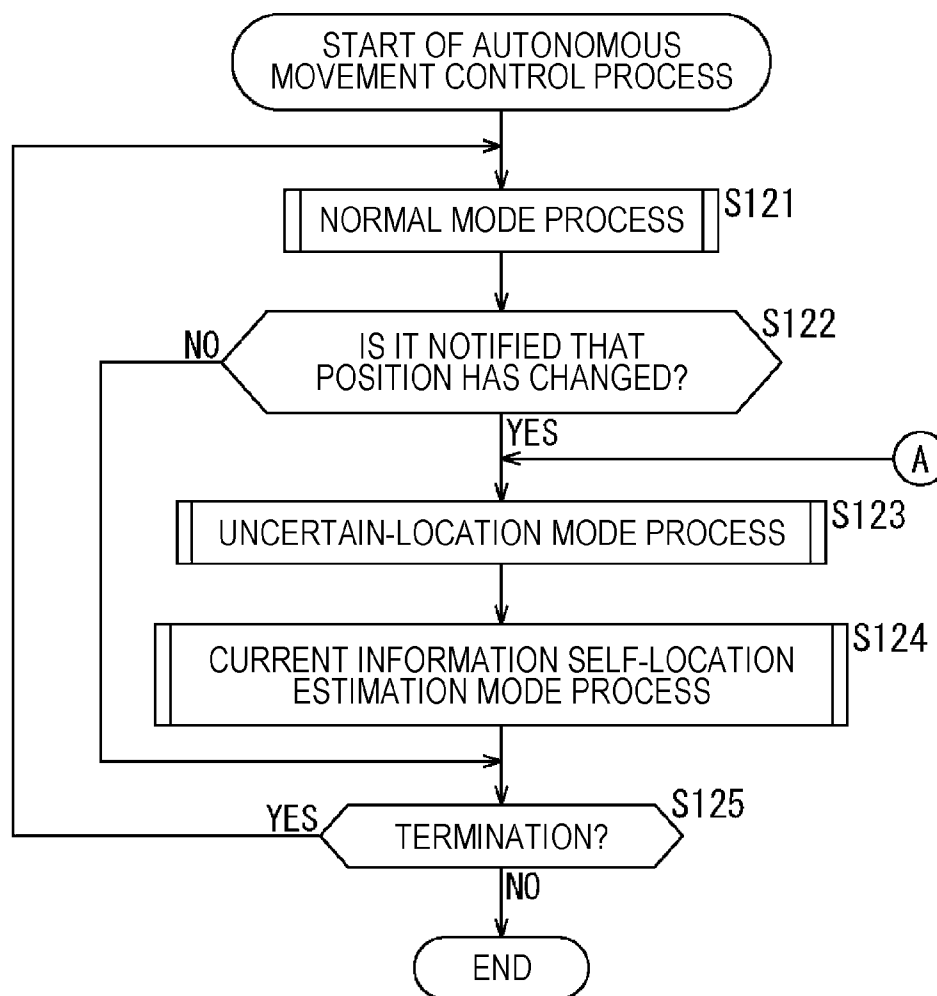 START OF AUTONOMOUS
MOVEMENT CONTROL PROCESS
NORMAL MODE PROCESS
S121
S122
NO
IS IT NOTIFIED THAT
POSITION HAS CHANGED?
YES
A
UNCERTAIN-LOCATION MODE PROCESS
S123
CURRENT INFORMATION SELF-LOCATION
ESTIMATION MODE PROCESS
S124
YES
TERMINATION?
S125
NO
END